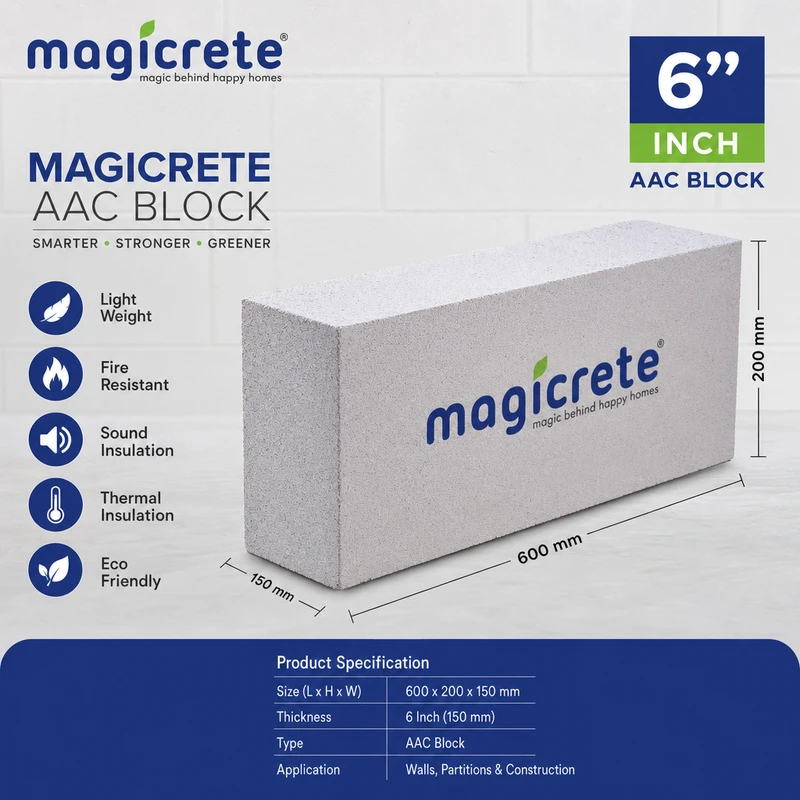 magicrete®
magic behind happy homes
6”
INCH
AAC BLOCK
MAGICRETE
AAC BLOCK
SMARTER • STRONGER • GREENER
Light
Weight
Fire
Resistant
Sound
Insulation
Thermal
Insulation
Eco
Friendly
magicrete®
magic behind happy homes
200 mm
600 mm
150 mm
Product Specification
Size (L x H x W) 600 x 200 x 150 mm
Thickness 6 Inch (150 mm)
Type AAC Block
Application Walls, Partitions & Construction